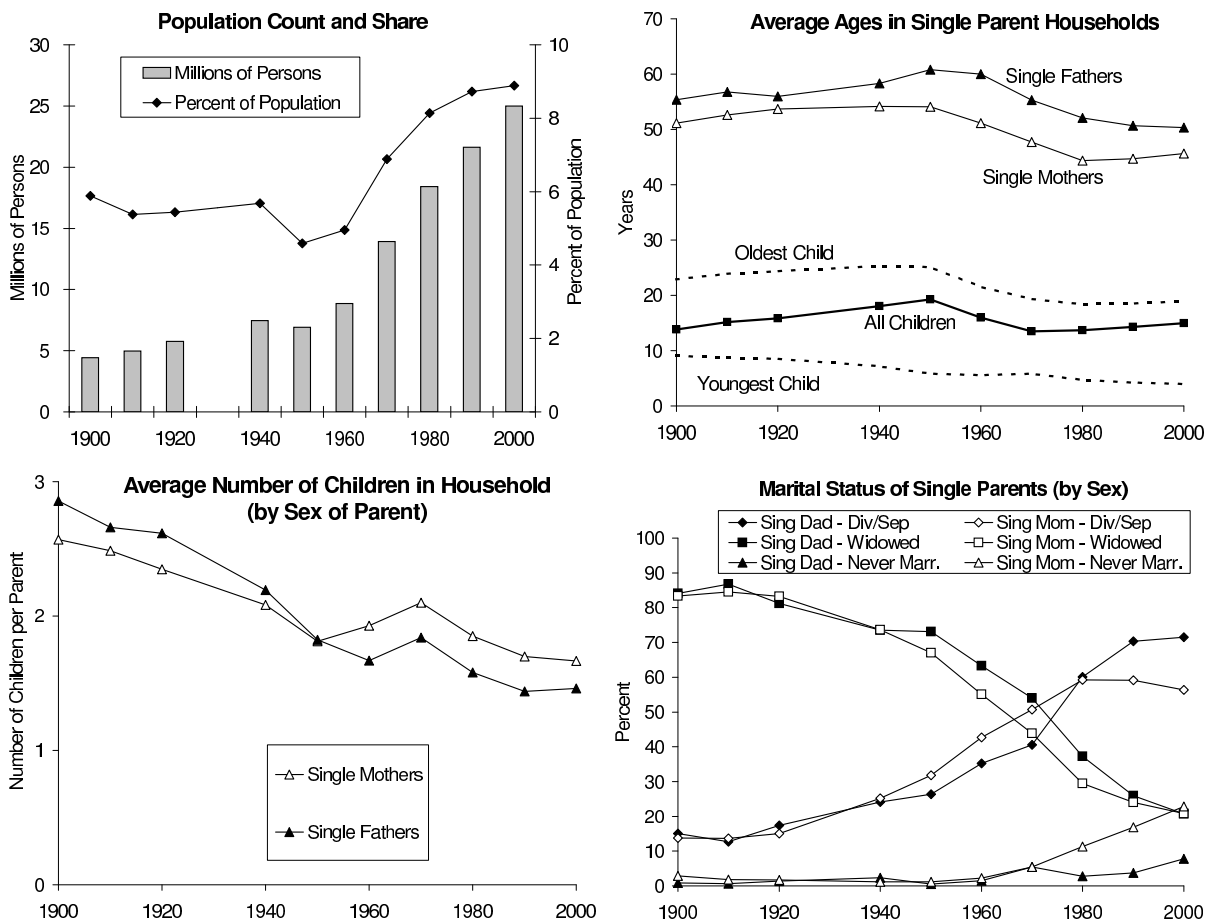 Population Count and Share
30
25
20
15
10
5
0
Millions of Persons
Millions of Persons
Percent of Population
10
8
6
4
2
0
Percent of Population
1900
1920
1940
1960
1980
2000
Average Ages in Single Parent Households
70
60
50
40
30
20
10
0
Years
Single Fathers
Single Mothers
Oldest Child
All Children
Youngest Child
1900
1920
1940
1960
1980
2000
Average Number of Children in Household
(by Sex of Parent)
3
2
1
0
Number of Children per Parent
Single Mothers
Single Fathers
1900
1920
1940
1960
1980
2000
Marital Status of Single Parents (by Sex)
Sing Dad - Div/Sep
Sing Mom - Div/Sep
Sing Dad - Widowed
Sing Mom - Widowed
Sing Dad - Never Marr.
Sing Mom - Never Marr.
100
90
80
70
60
50
40
30
20
10
0
Percent
1900
1920
1940
1960
1980
2000